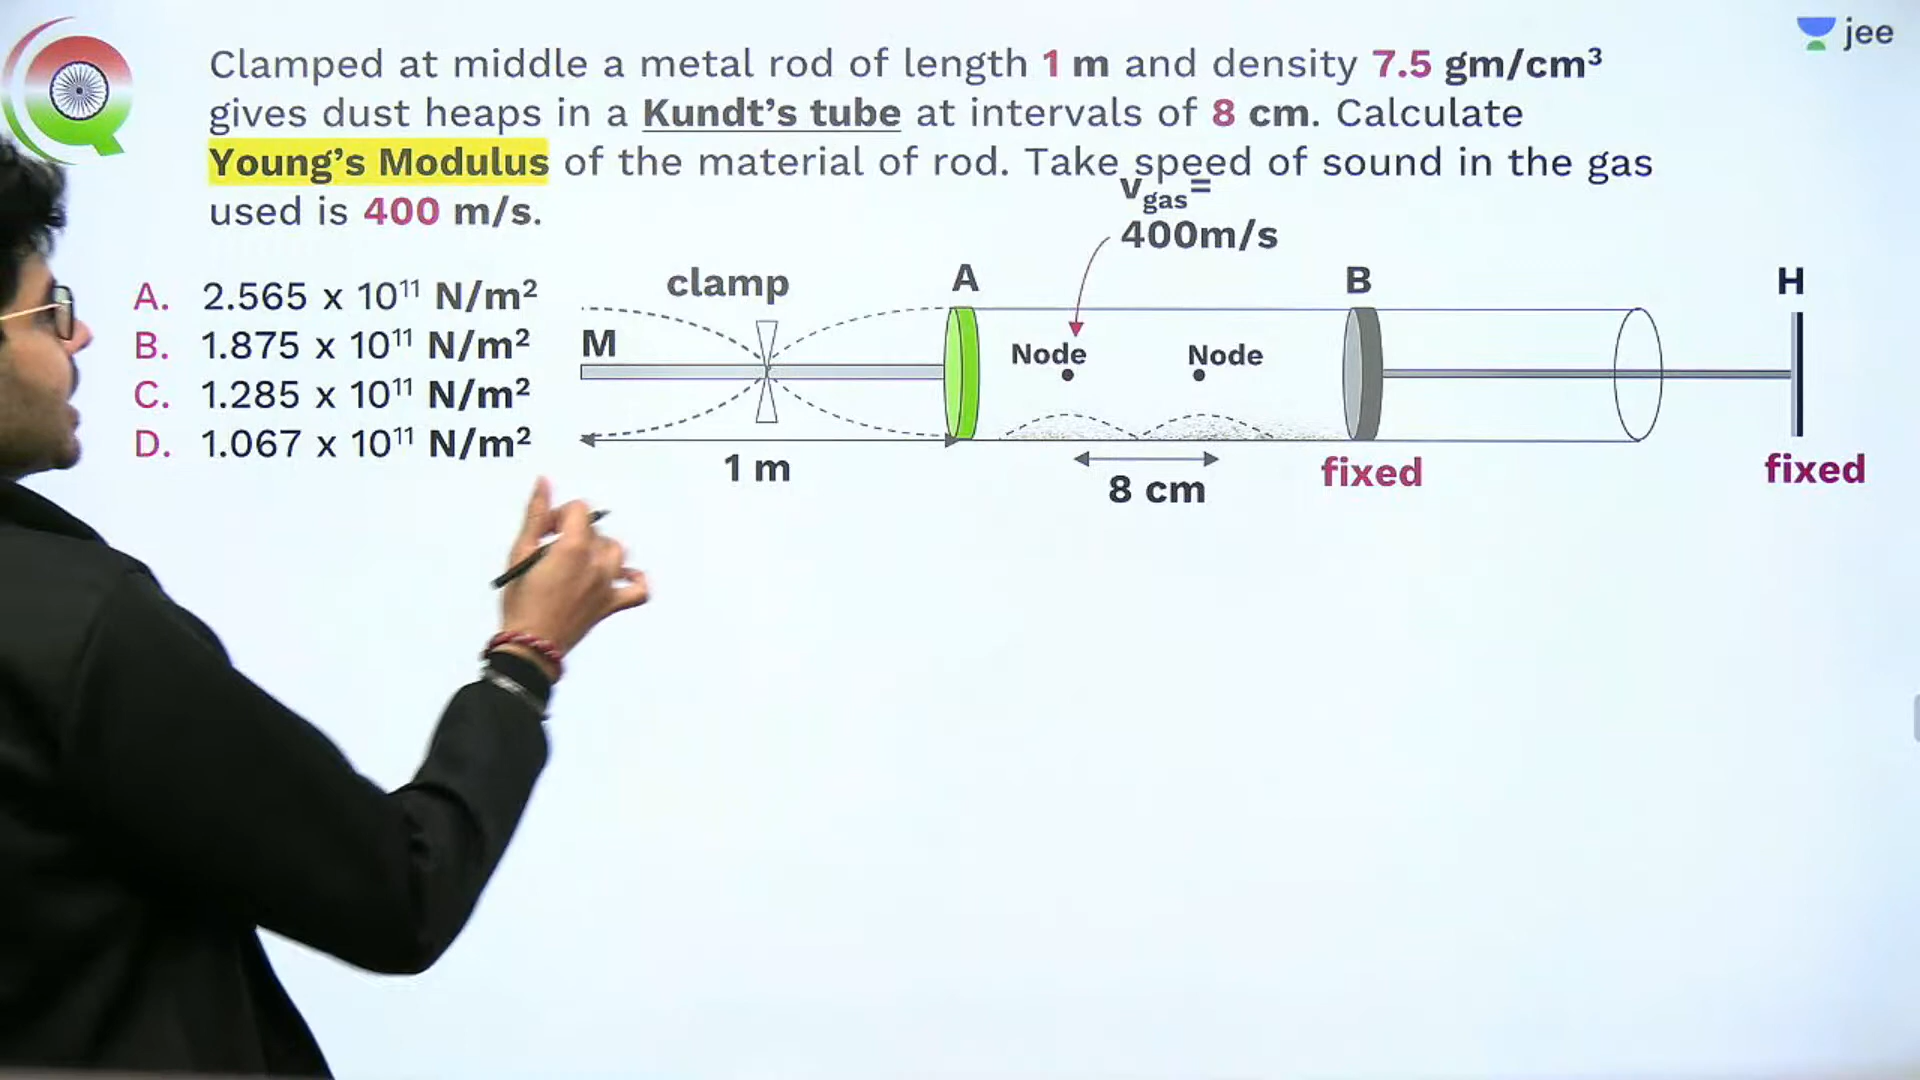 jee
Clamped at middle a metal rod of length 1 m and density 7.5 gm/cm³
gives dust heaps in a Kundt's tube at intervals of 8 cm. Calculate
Young's Modulus of the material of rod. Take speed of sound in the gas
used is 400 m/s.
v gas =
400m/s
A. 2.565 x 10¹¹ N/m²
B. 1.875 x 10¹¹ N/m²
C. 1.285 x 10¹¹ N/m²
D. 1.067 x 10¹¹ N/m²
clamp
A
B
H
M
Node
Node
1 m
8 cm
fixed
fixed